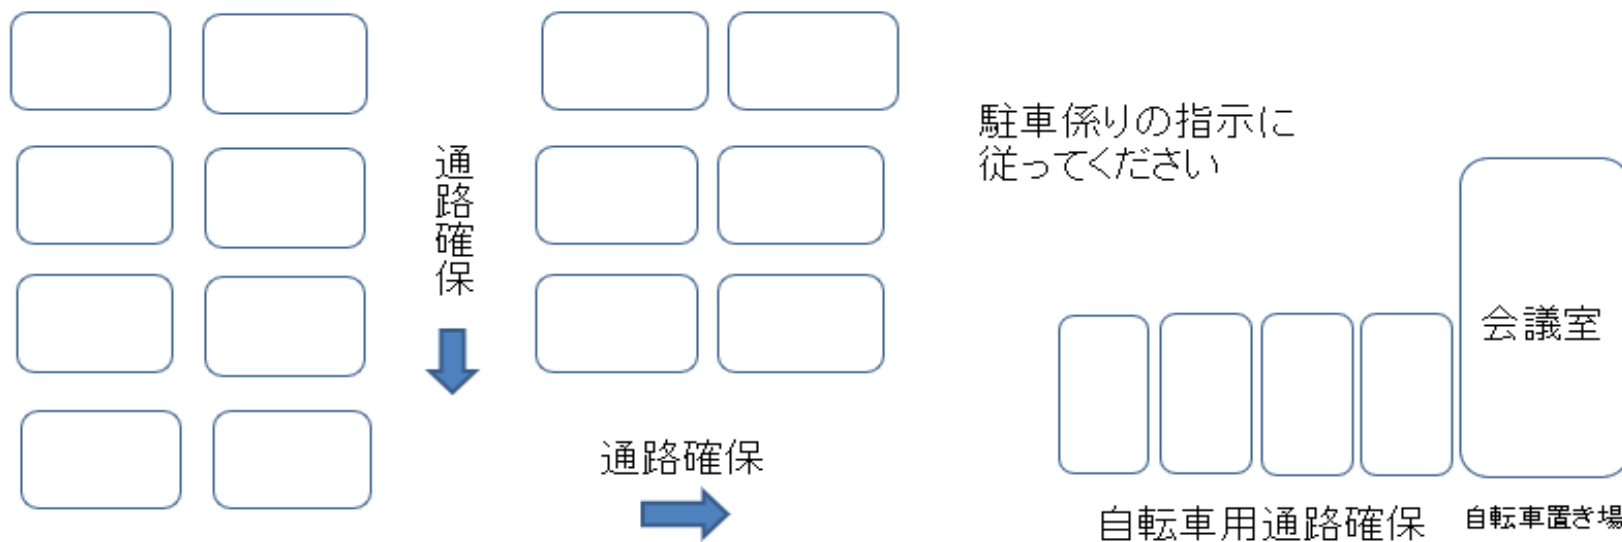 通路確保
駐車係りの指示に
従ってください
会議室
通路確保
自転車用通路確保
自転車置き場